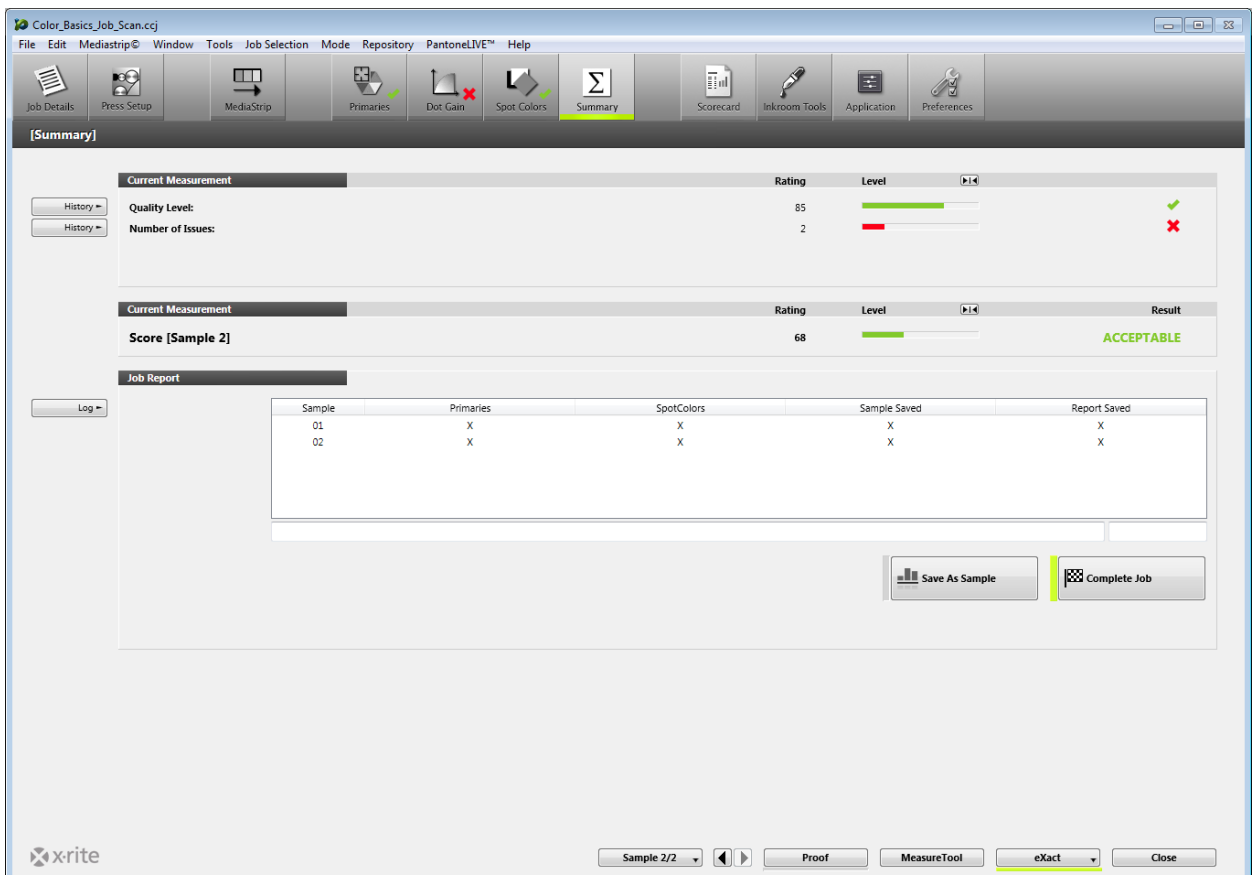 Color_Basics_Job_Scan.ccj
File Edit Mediastrip© Window Tools Job Selection Mode Repository PantoneLIVE™ Help
Job Details Press Setup MediaStrip Primaries Dot Gain Spot Colors Summary Scorecard Inkroom Tools Application Preferences
[Summary]
Current Measurement Rating Level
History Quality Level: 85
History Number of Issues: 2
Current Measurement Rating Level Result
Score [Sample 2] 68 ACCEPTABLE
Job Report
Log Sample Primaries SpotColors Sample Saved Report Saved
01 X X X X
02 X X X X
Save As Sample Complete Job
x·rite Sample 2/2 Proof MeasureTool eXact Close